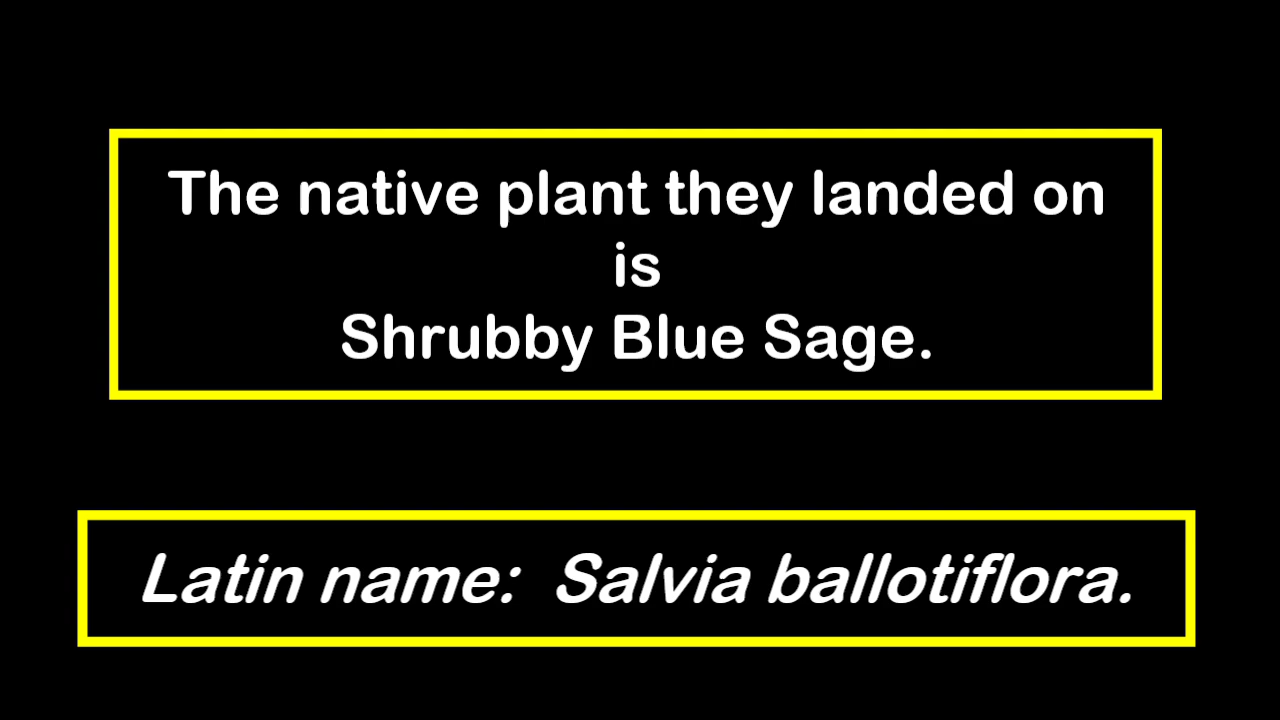 The native plant they landed on
is
Shrubby Blue Sage.
Latin name:  Salvia ballotiflora.